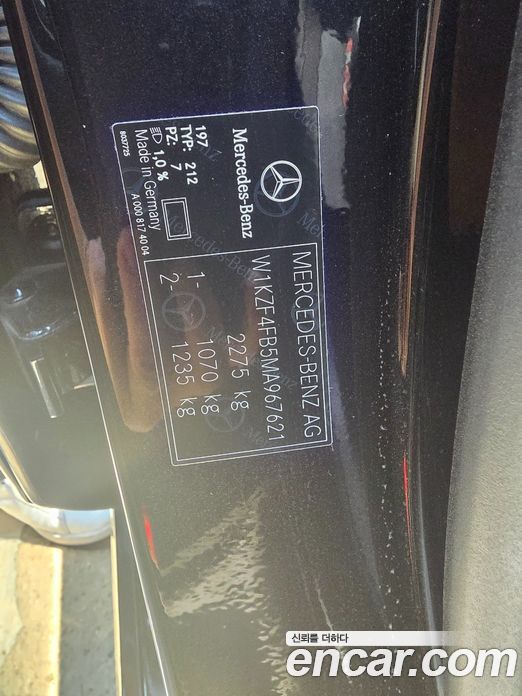 Mercedes-Benz
197
TYP: 212
PZ: 7
1,0 %
Made in Germany
8037725
A 000 817 40 04
MERCEDES-BENZ AG
W1KZF4FB5MA967621
2275 kg
1- 1070 kg
2- 1235 kg
신뢰를 더하다
encar.com